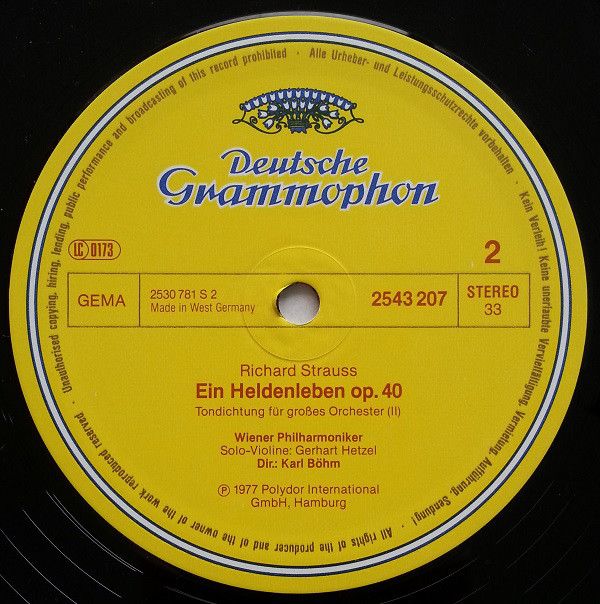 Alle Urheber- und Leistungsschutzrechte vorbehalten · Kein Verleih! Keine unerlaubte Vervielfältigung, Vermietung, Aufführung, Sendung!
· All rights of the producer and of the owner of the work reproduced reserved · Unauthorised copying, hiring, lending, public performance and broadcasting of this record prohibited ·
Deutsche
Grammophon
LC 0173
2
GEMA
2530 781 S 2
Made in West Germany
2543 207
STEREO
33
Richard Strauss
Ein Heldenleben op. 40
Tondichtung für großes Orchester (II)
Wiener Philharmoniker
Solo-Violine: Gerhart Hetzel
Dir.: Karl Böhm
Ⓟ 1977 Polydor International
GmbH, Hamburg